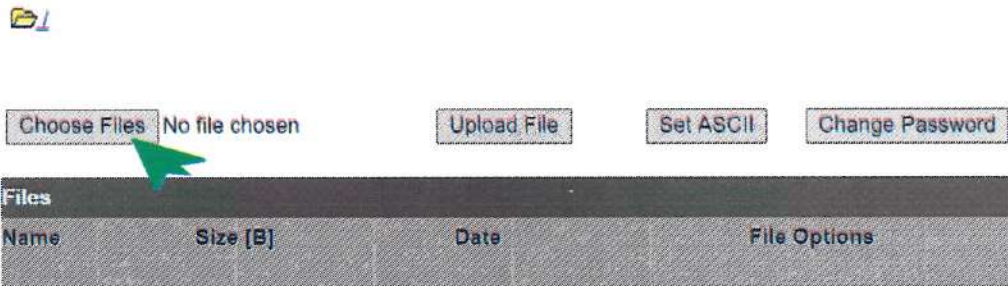 /
Choose Files No file chosen Upload File Set ASCII Change Password
Files
Name Size [B] Date File Options